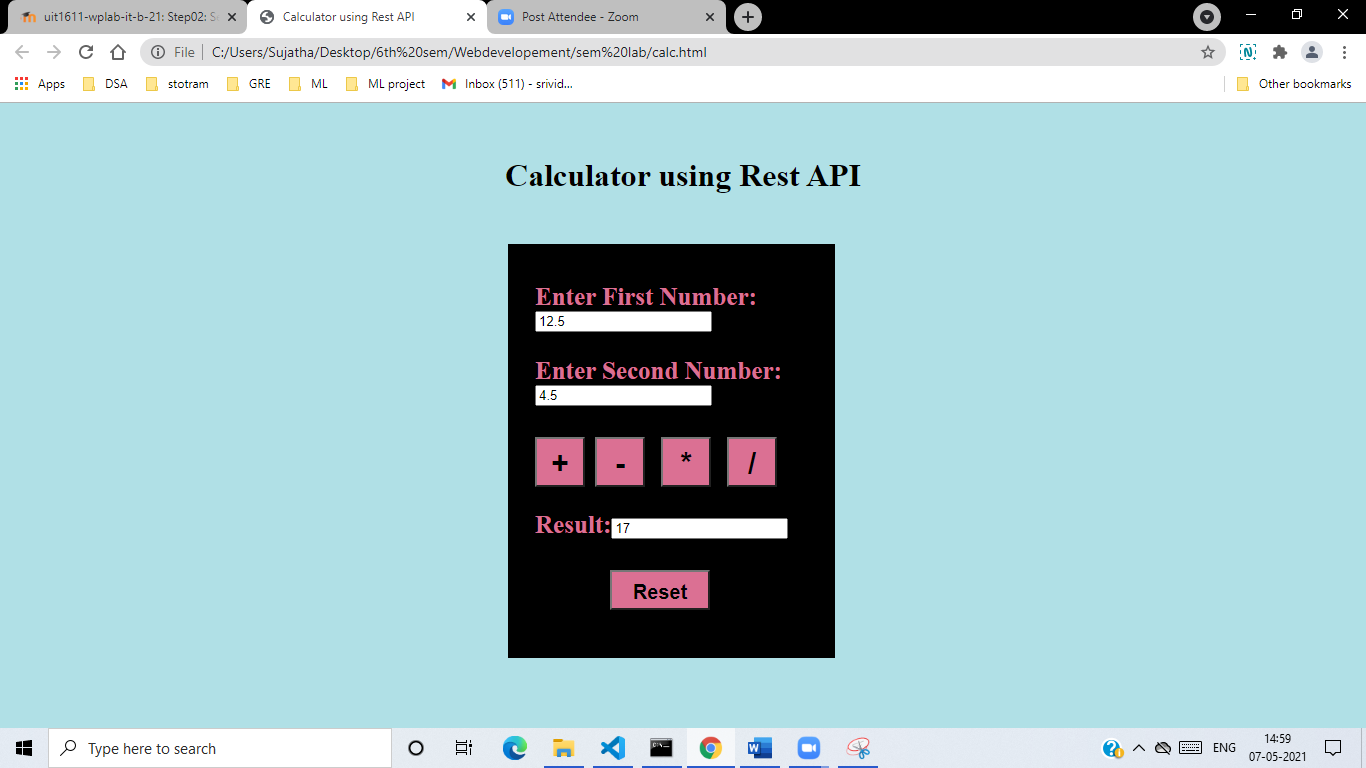 uit1611-wplab-it-b-21: Step02: S
Calculator using Rest API
Post Attendee - Zoom
File
C:/Users/Sujatha/Desktop/6th%20sem/Webdevelopement/sem%20lab/calc.html
Apps
DSA
stotram
GRE
ML
ML project
Inbox (511) - srivid...
Other bookmarks
Calculator using Rest API
Enter First Number:
12.5
Enter Second Number:
4.5
+ - * /
Result: 17
Reset
Type here to search
ENG
14:59
07-05-2021